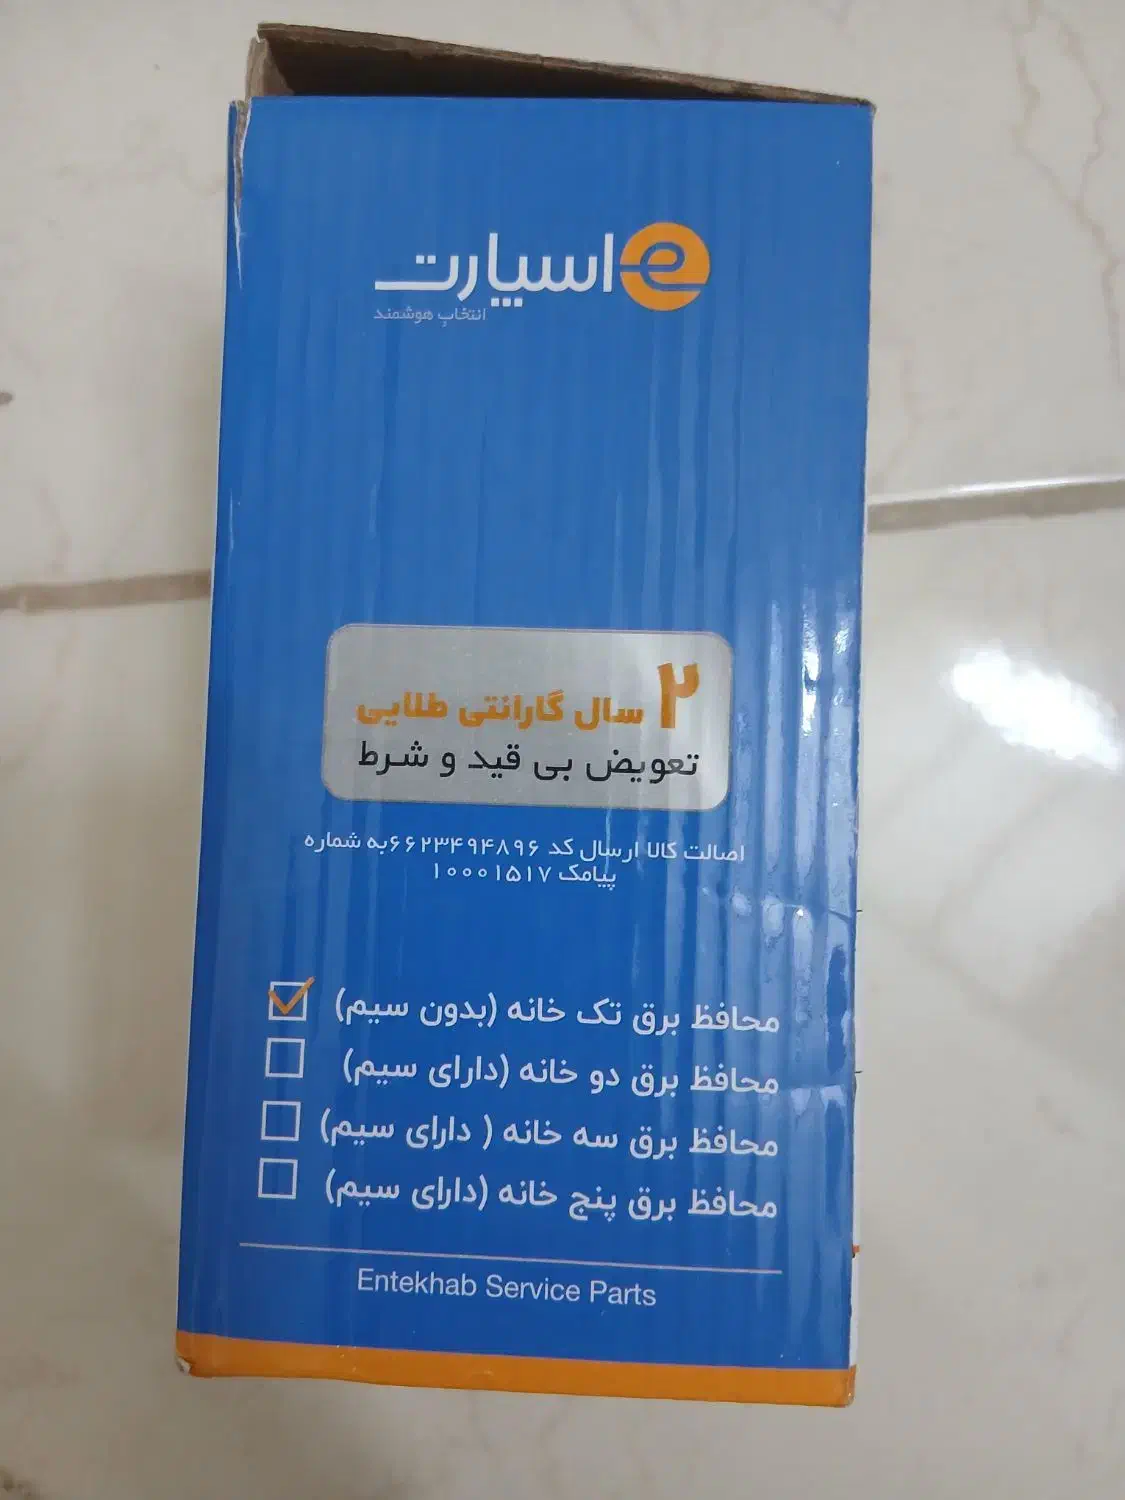 اسپارت
انتخاب هوشمند
۲ سال گارانتی طلایی
تعویض بی قید و شرط
اصالت کالا ارسال کد ۶۶۲۳۴۹۴۸۹۶به شماره
پیامک ۱۰۰۰۱۵۱۷
محافظ برق تک خانه (بدون سیم)
محافظ برق دو خانه (دارای سیم)
محافظ برق سه خانه ( دارای سیم)
محافظ برق پنج خانه (دارای سیم)
Entekhab Service Parts